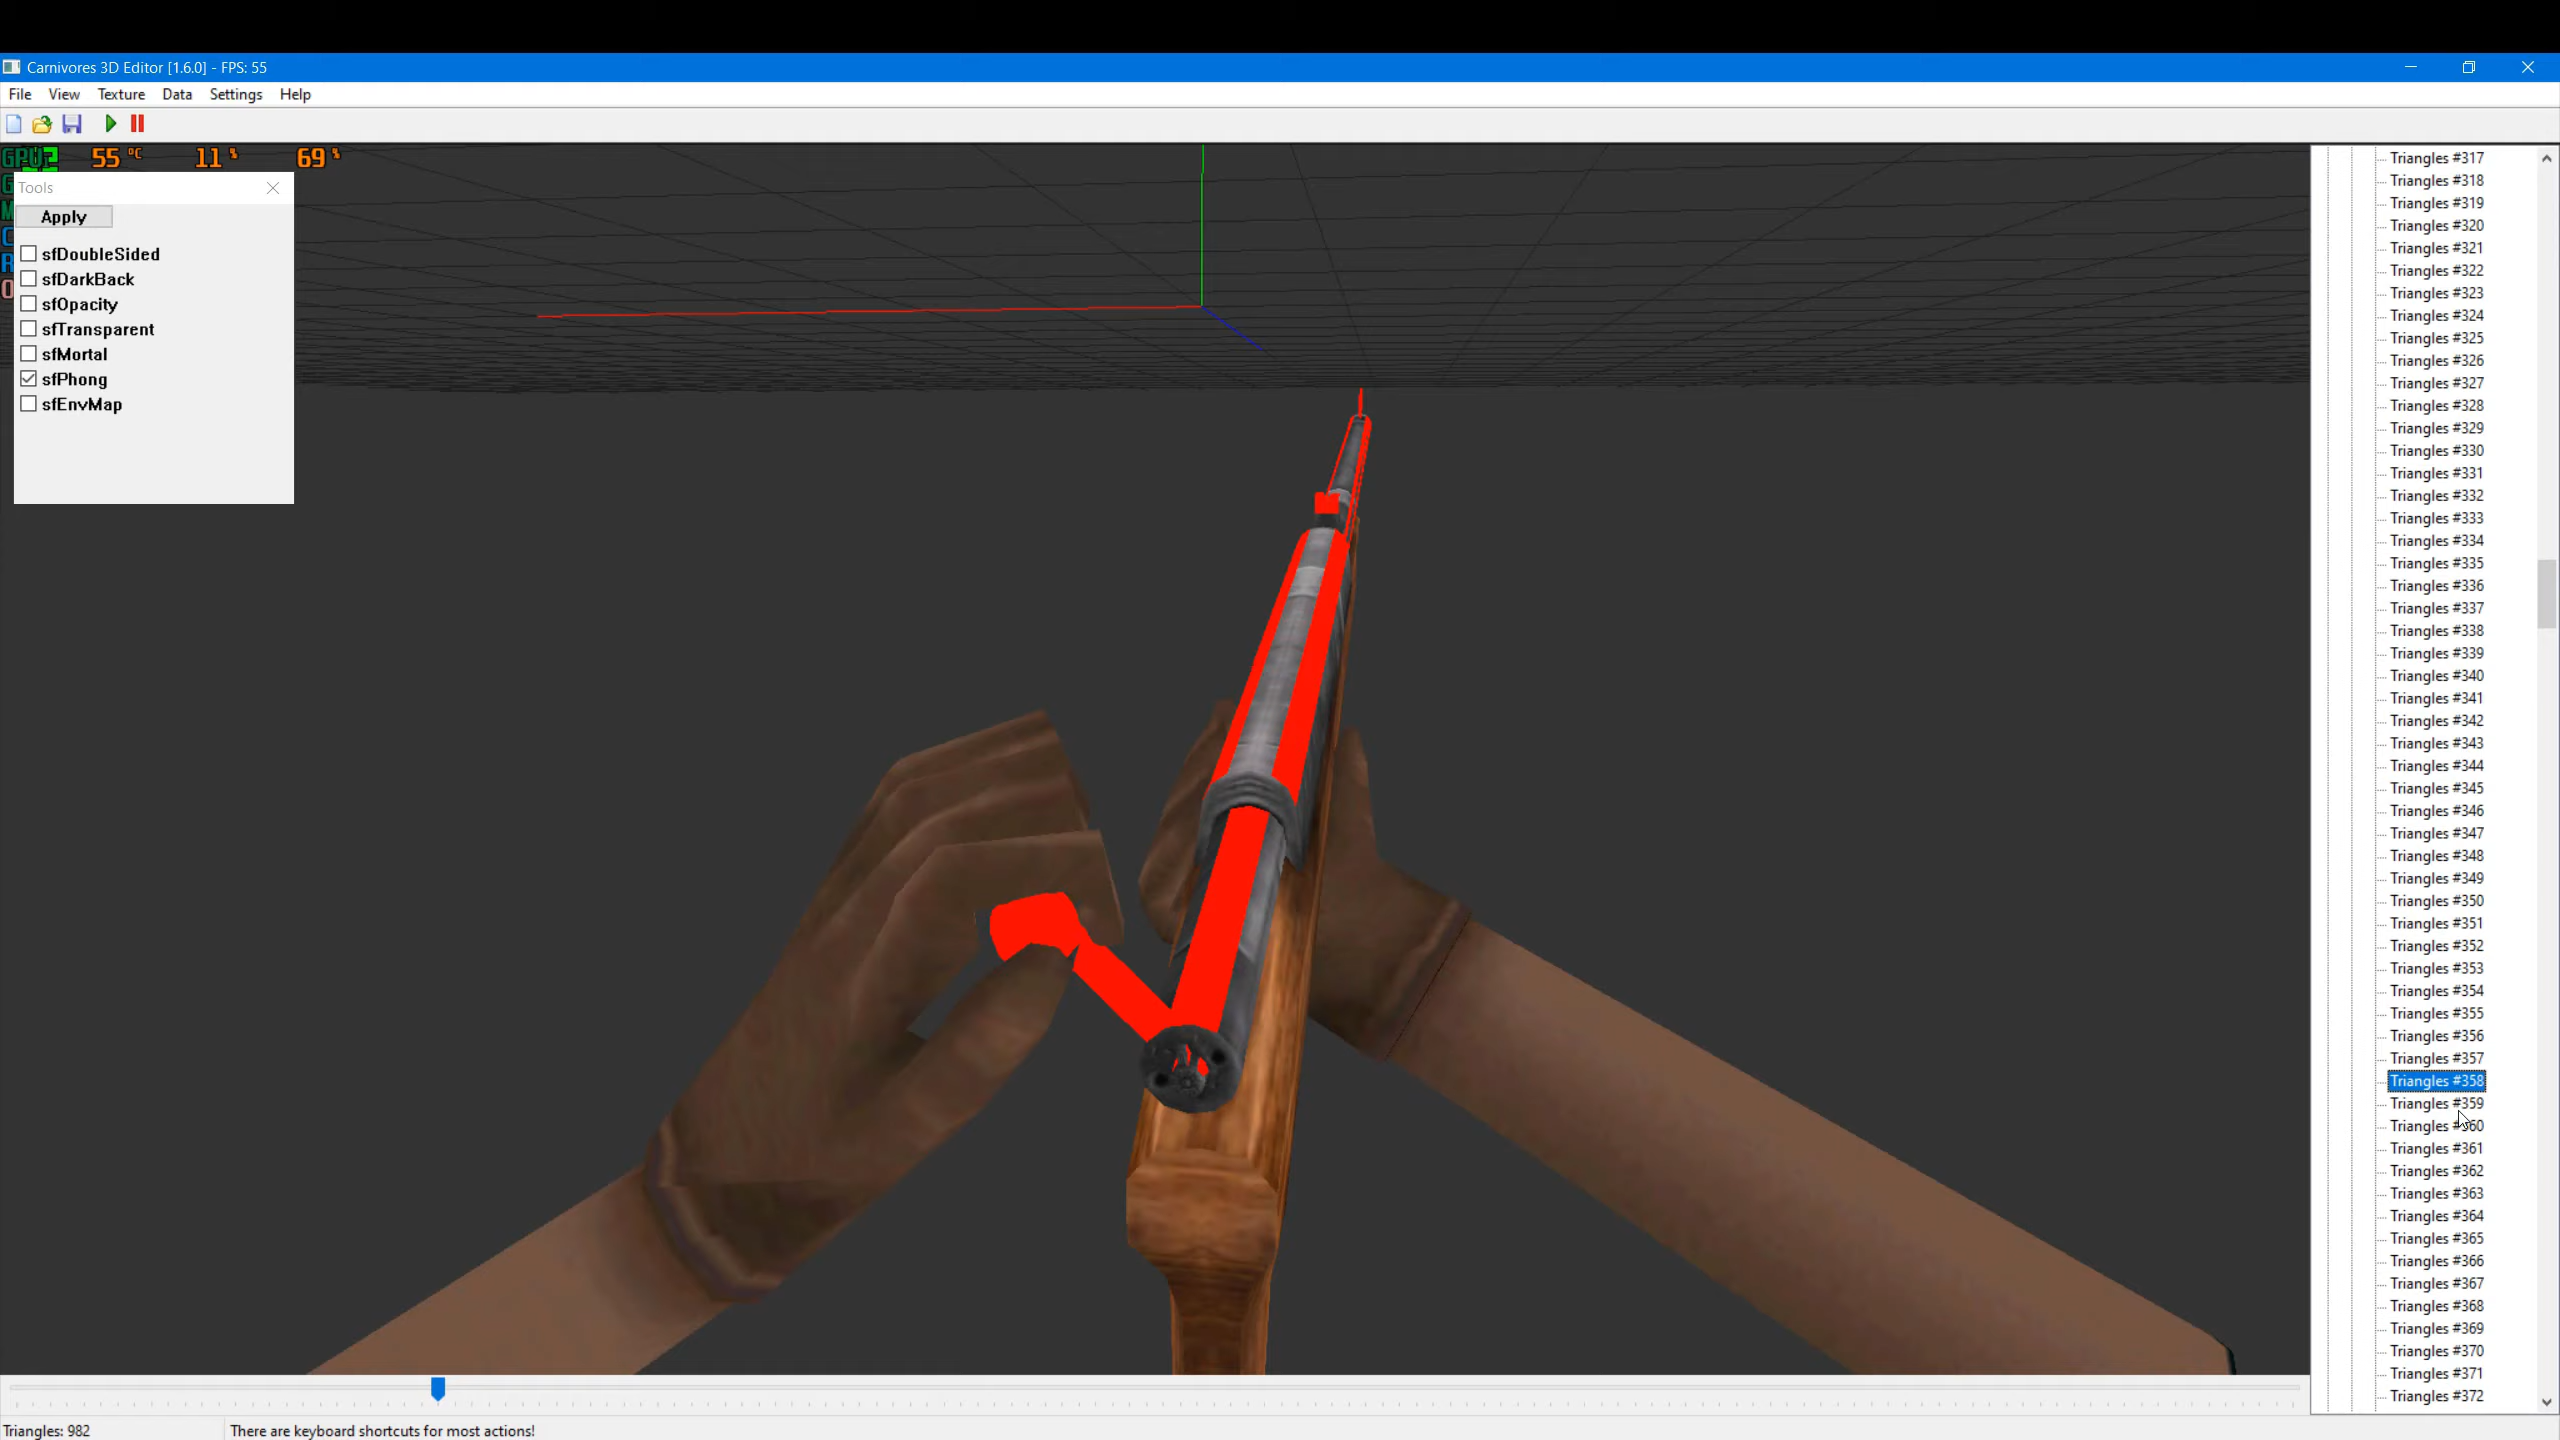 Carnivores 3D Editor [1.6.0] - FPS: 55
File View Texture Data Settings Help
GPU 55 °C 11 % 69 %
Tools
Apply
sfDoubleSided
sfDarkBack
sfOpacity
sfTransparent
sfMortal
sfPhong
sfEnvMap
Triangles #317
Triangles #318
Triangles #319
Triangles #320
Triangles #321
Triangles #322
Triangles #323
Triangles #324
Triangles #325
Triangles #326
Triangles #327
Triangles #328
Triangles #329
Triangles #330
Triangles #331
Triangles #332
Triangles #333
Triangles #334
Triangles #335
Triangles #336
Triangles #337
Triangles #338
Triangles #339
Triangles #340
Triangles #341
Triangles #342
Triangles #343
Triangles #344
Triangles #345
Triangles #346
Triangles #347
Triangles #348
Triangles #349
Triangles #350
Triangles #351
Triangles #352
Triangles #353
Triangles #354
Triangles #355
Triangles #356
Triangles #357
Triangles #358
Triangles #359
Triangles #360
Triangles #361
Triangles #362
Triangles #363
Triangles #364
Triangles #365
Triangles #366
Triangles #367
Triangles #368
Triangles #369
Triangles #370
Triangles #371
Triangles #372
Triangles: 982
There are keyboard shortcuts for most actions!